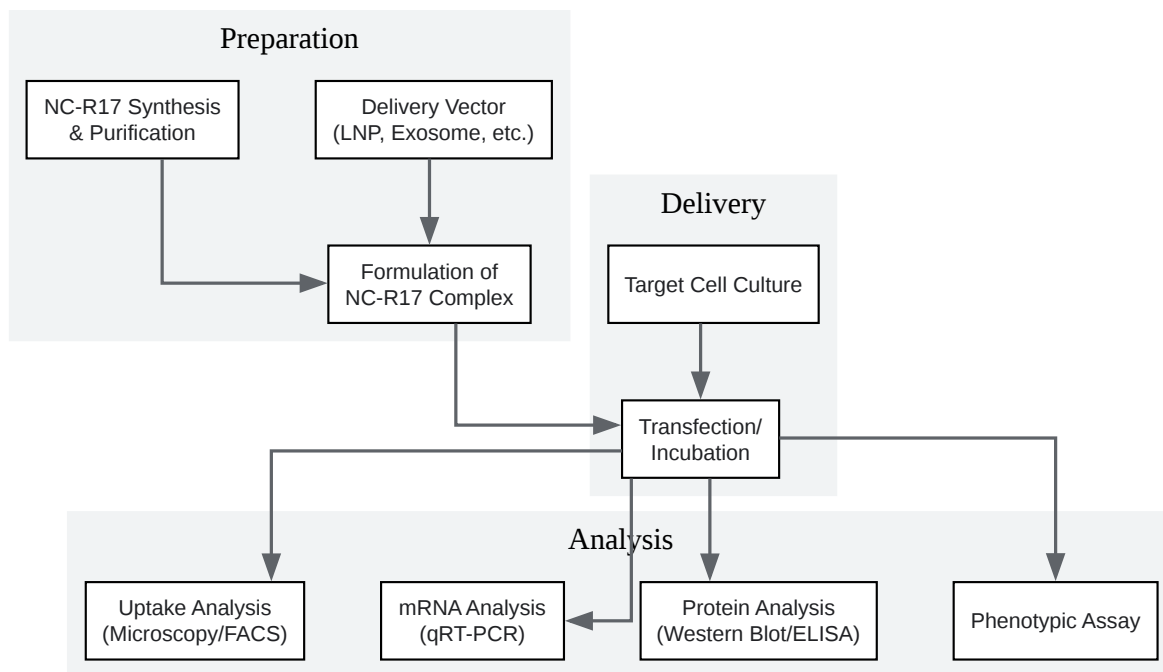 Preparation
NC-R17 Synthesis
& Purification
Delivery Vector
(LNP, Exosome, etc.)
Formulation of
NC-R17 Complex
Delivery
Target Cell Culture
Transfection/
Incubation
Analysis
Uptake Analysis
(Microscopy/FACS)
mRNA Analysis
(qRT-PCR)
Protein Analysis
(Western Blot/ELISA)
Phenotypic Assay